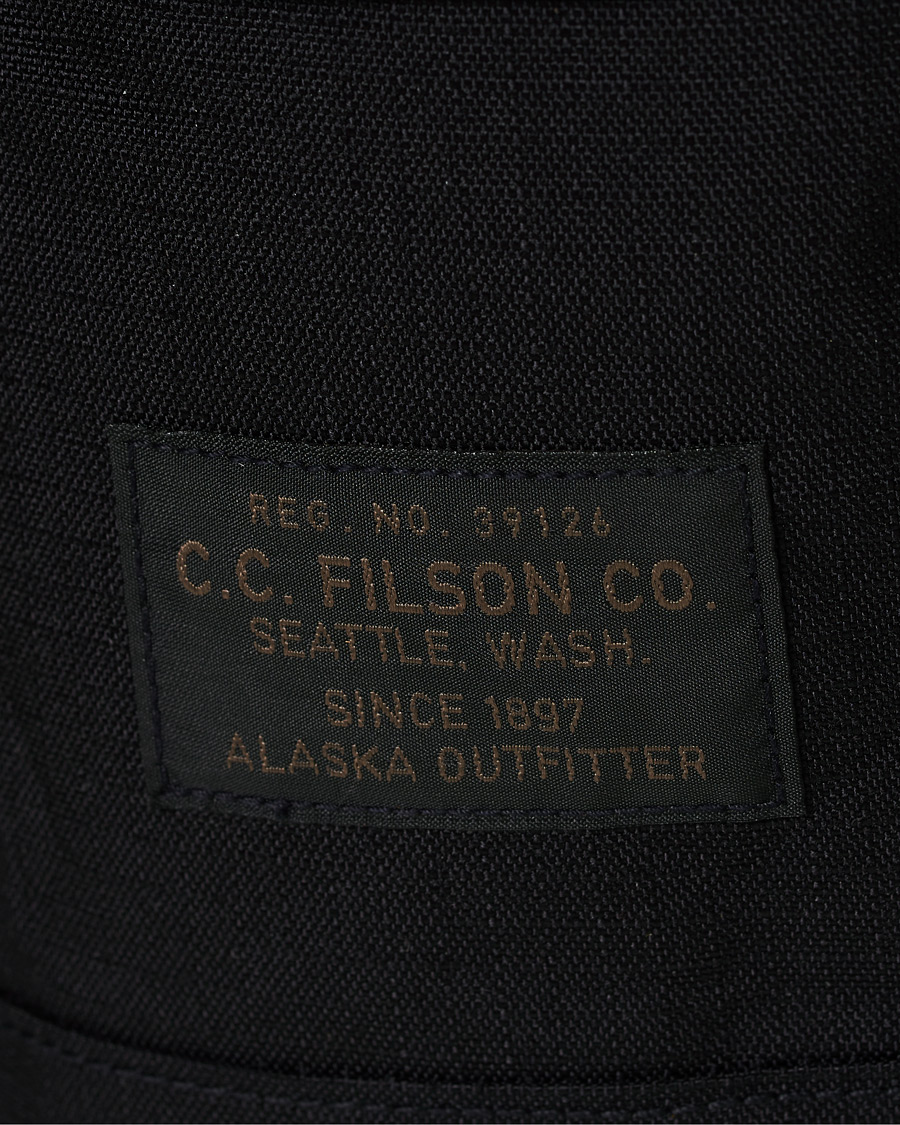 REG. NO. 39126
C.C. FILSON CO.
SEATTLE, WASH.
SINCE 1897
ALASKA OUTFITTER